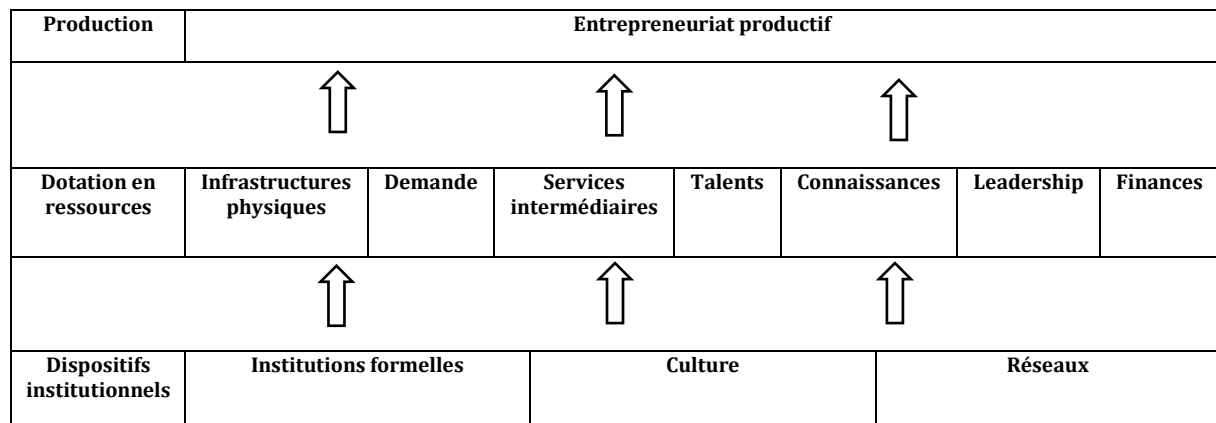 Production
Entrepreneuriat productif
Dotation en
ressources
Infrastructures
physiques
Demande
Services
intermédiaires
Talents
Connaissances
Leadership
Finances
Dispositifs
institutionnels
Institutions formelles
Culture
Réseaux